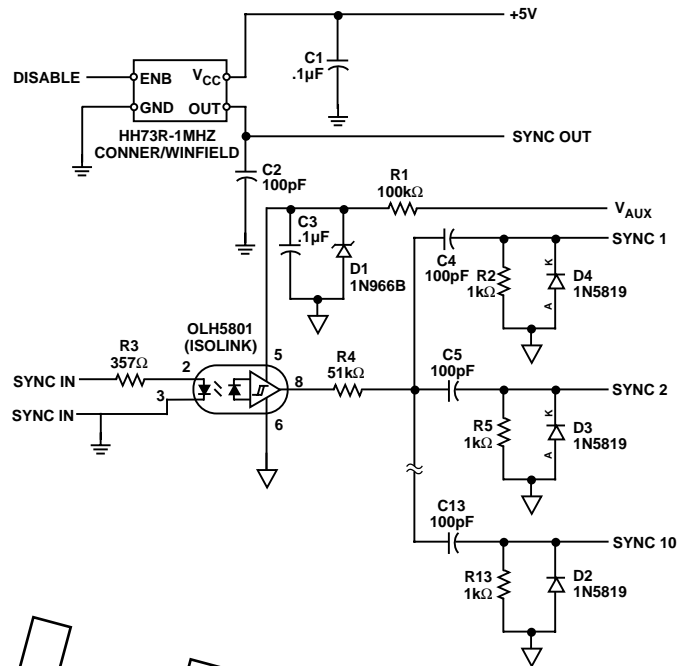 +5V
C1
.1µF
DISABLE
ENB
VCC
GND
OUT
HH73R-1MHZ
CONNER/WINFIELD
SYNC OUT
C2
100pF
R1
100kΩ
VAUX
C3
.1µF
D1
1N966B
C4
100pF
SYNC 1
R2
1kΩ
K
A
D4
1N5819
OLH5801
(ISOLINK)
R3
357Ω
SYNC IN
2
5
8
R4
51kΩ
C5
100pF
SYNC 2
SYNC IN
3
6
R5
1kΩ
K
A
D3
1N5819
C13
100pF
SYNC 10
R13
1kΩ
D2
1N5819